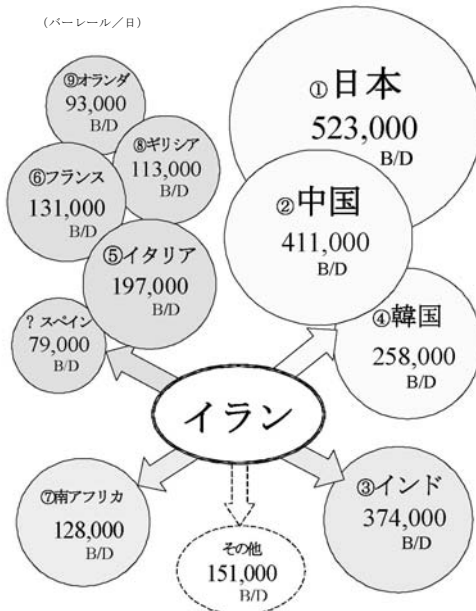 (バーレール／日)
①日本
523,000
B/D
②中国
411,000
B/D
④韓国
258,000
B/D
⑨オランダ
93,000
B/D
⑧ギリシア
113,000
B/D
⑥フランス
131,000
B/D
⑤イタリア
197,000
B/D
?スペイン
79,000
B/D
イラン
⑦南アフリカ
128,000
B/D
その他
151,000
B/D
③インド
374,000
B/D